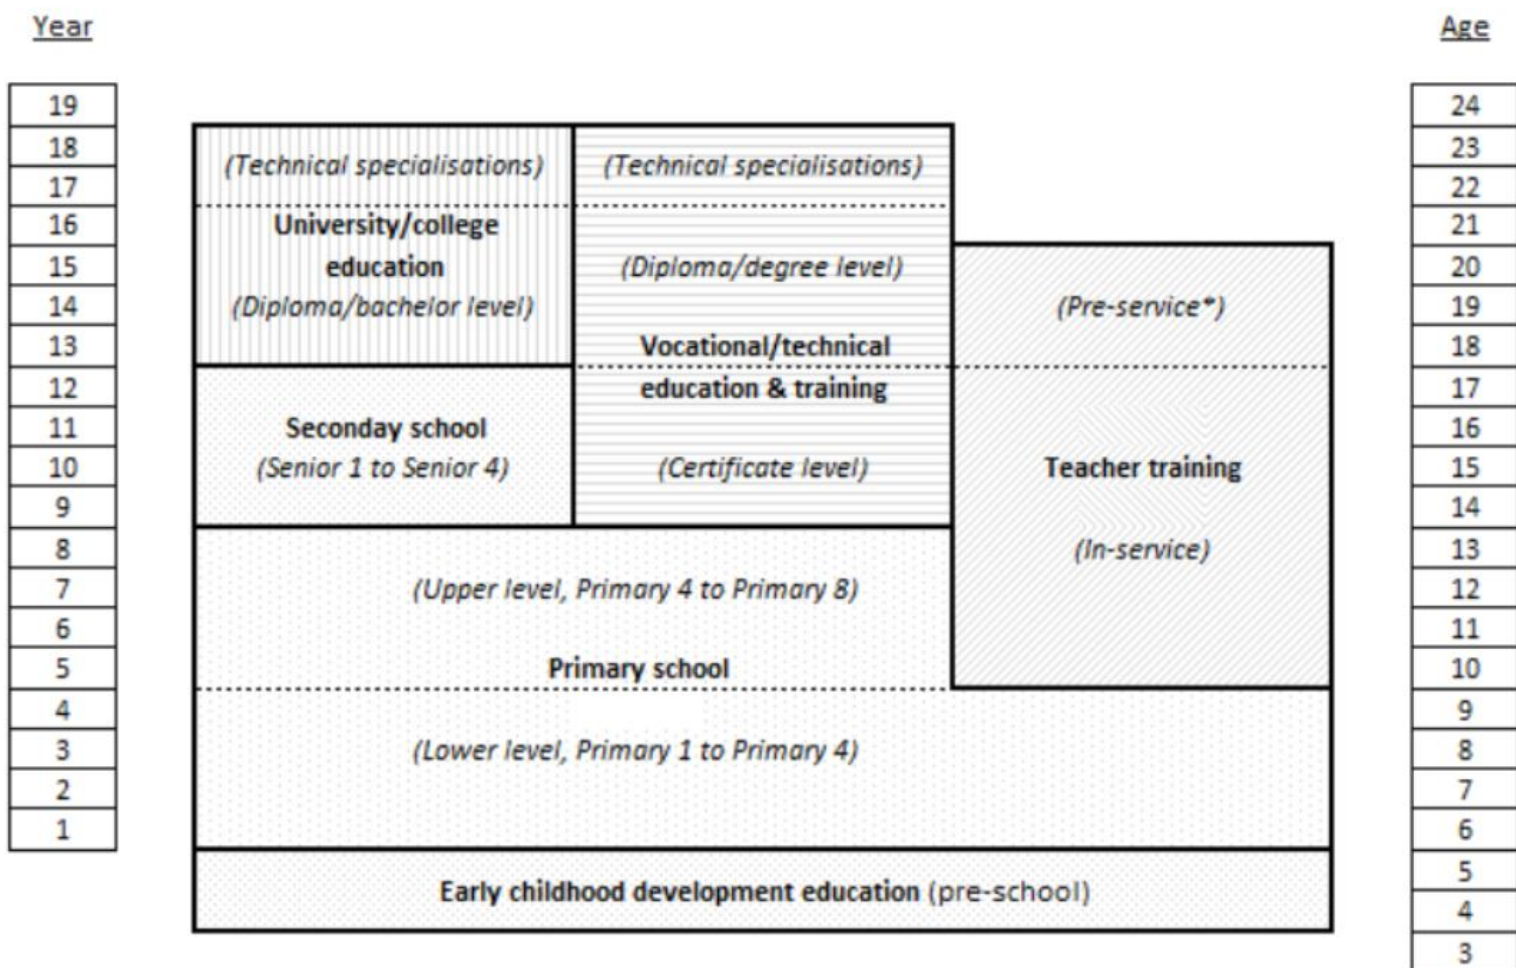 Year
Age
19
24
18
(Technical specialisations)
(Technical specialisations)
23
17
22
16
University/college
21
15
education
(Diploma/degree level)
20
14
(Diploma/bachelor level)
(Pre-service*)
19
13
Vocational/technical
18
12
education & training
17
11
Seconday school
16
10
(Senior 1 to Senior 4)
(Certificate level)
Teacher training
15
9
14
8
(In-service)
13
7
(Upper level, Primary 4 to Primary 8)
12
6
11
5
Primary school
10
4
9
3
(Lower level, Primary 1 to Primary 4)
8
2
7
1
6
5
Early childhood development education (pre-school)
4
3